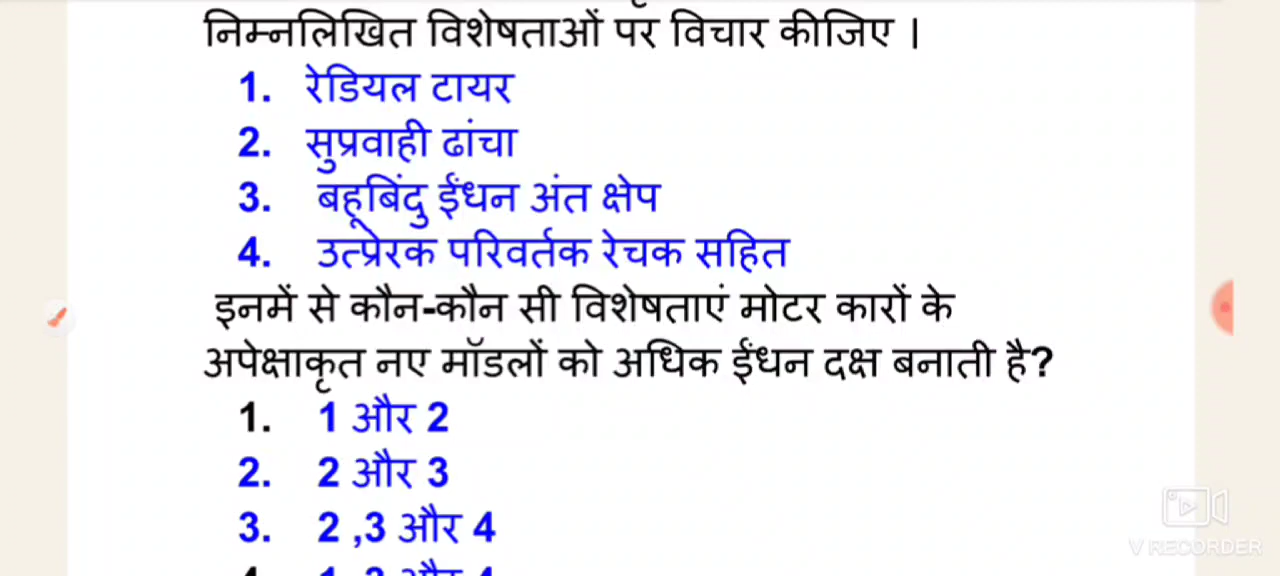 निम्नलिखित विशेषताओं पर विचार कीजिए ।
1. रेडियल टायर
2. सुप्रवाही ढांचा
3. बहूबिंदु ईंधन अंत क्षेप
4. उत्प्रेरक परिवर्तक रेचक सहित
इनमें से कौन-कौन सी विशेषताएं मोटर कारों के
अपेक्षाकृत नए मॉडलों को अधिक ईंधन दक्ष बनाती है?
1. 1 और 2
2. 2 और 3
3. 2 ,3 और 4
V RECORDER